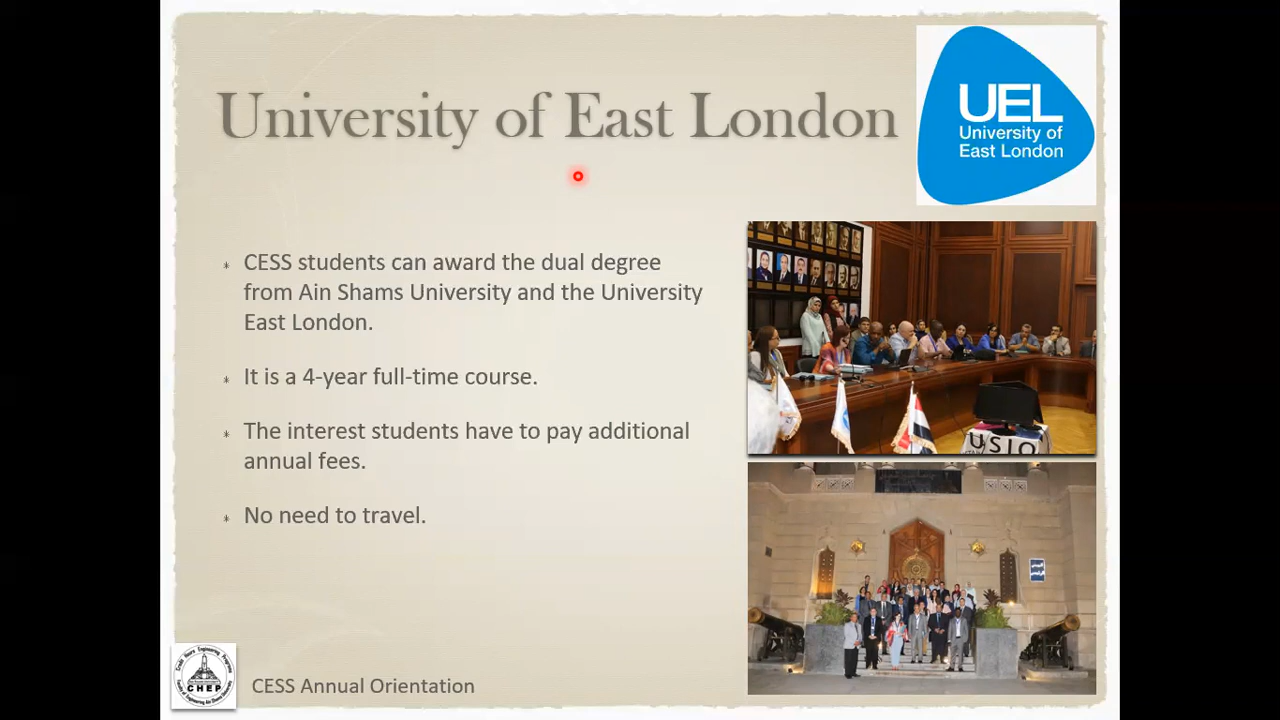 University of East London
UEL
University of
East London
CESS students can award the dual degree
from Ain Shams University and the University
East London.
It is a 4-year full-time course.
The interest students have to pay additional
annual fees.
No need to travel.
USIO
CHEP
CESS Annual Orientation